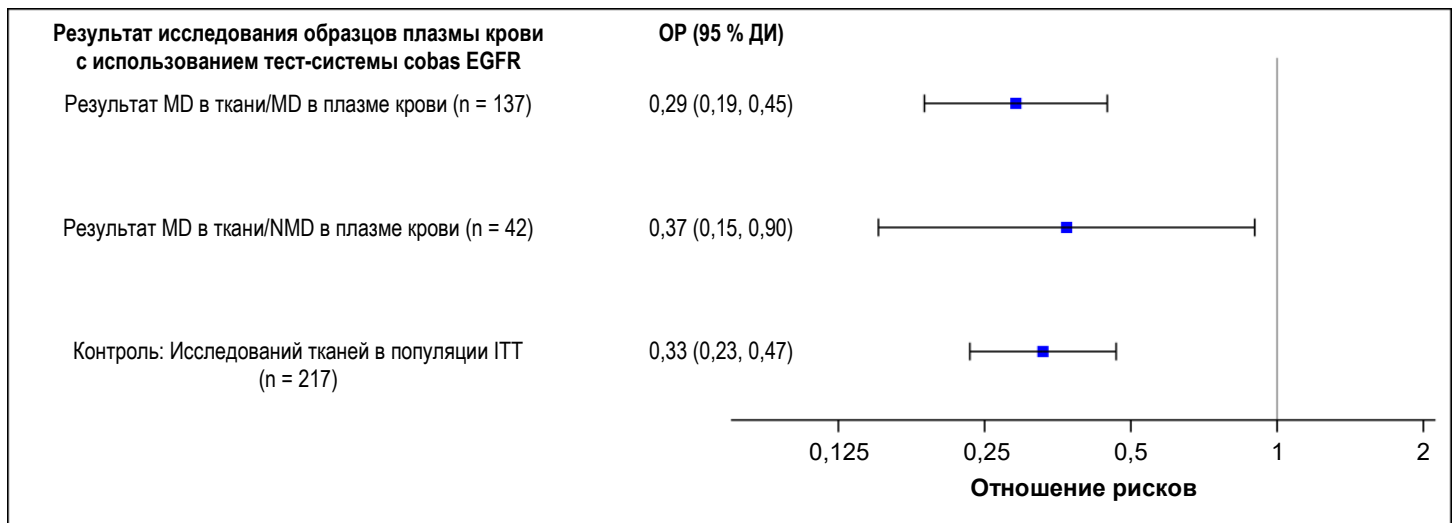 Результат исследования образцов плазмы крови
с использованием тест-системы cobas EGFR
ОР (95 % ДИ)
Результат MD в ткани/MD в плазме крови (n = 137)
0,29 (0,19, 0,45)
Результат MD в ткани/NMD в плазме крови (n = 42)
0,37 (0,15, 0,90)
Контроль: Исследований тканей в популяции ITT
(n = 217)
0,33 (0,23, 0,47)
0,125 0,25 0,5 1 2
Отношение рисков